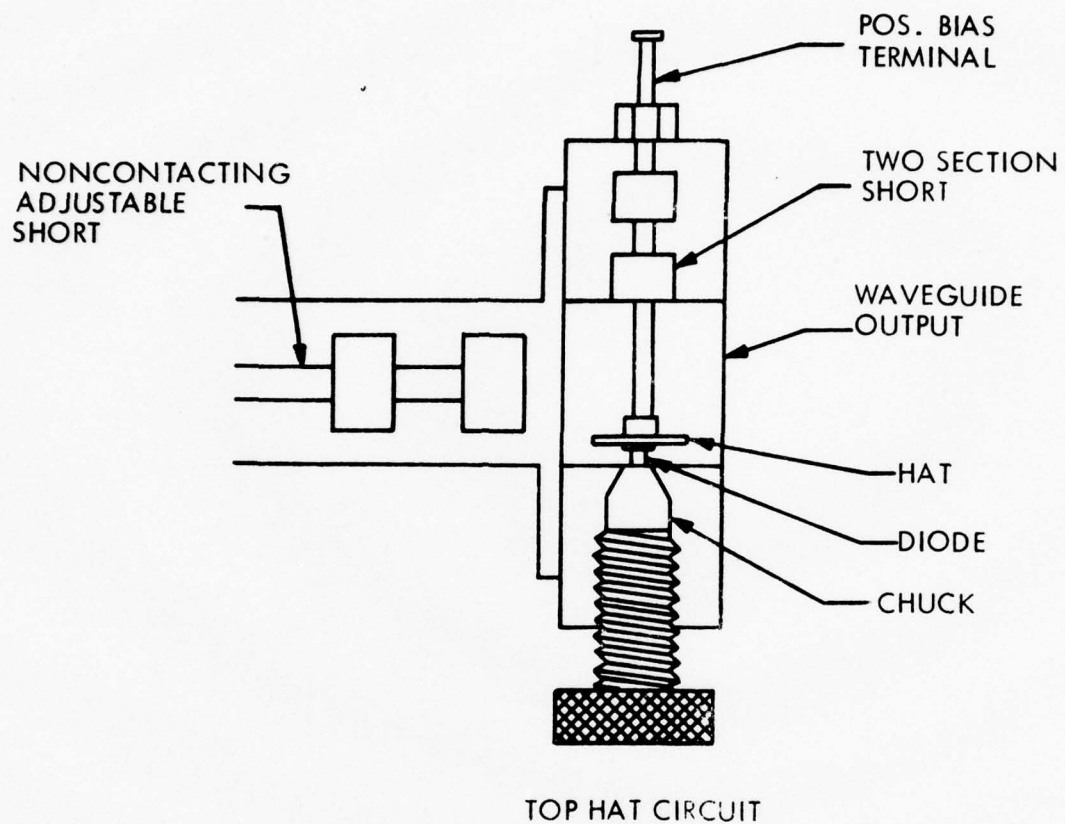 POS. BIAS
TERMINAL
NONCONTACTING
ADJUSTABLE
SHORT
TWO SECTION
SHORT
WAVEGUIDE
OUTPUT
HAT
DIODE
CHUCK
TOP HAT CIRCUIT